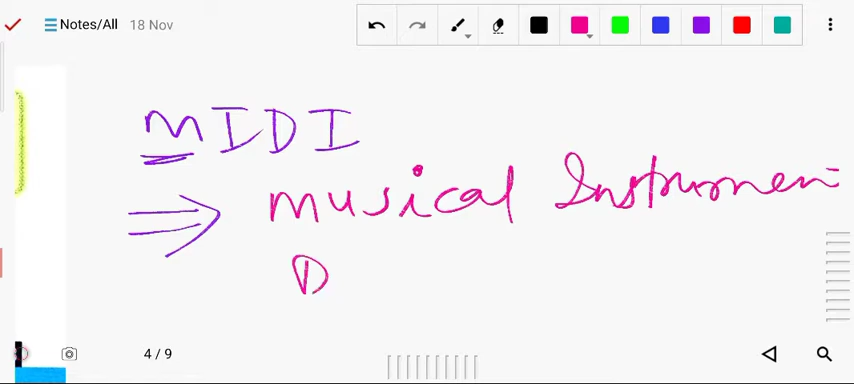 Notes/All 18 Nov
MIDI
⇒ musical Instrumen
D
4 / 9